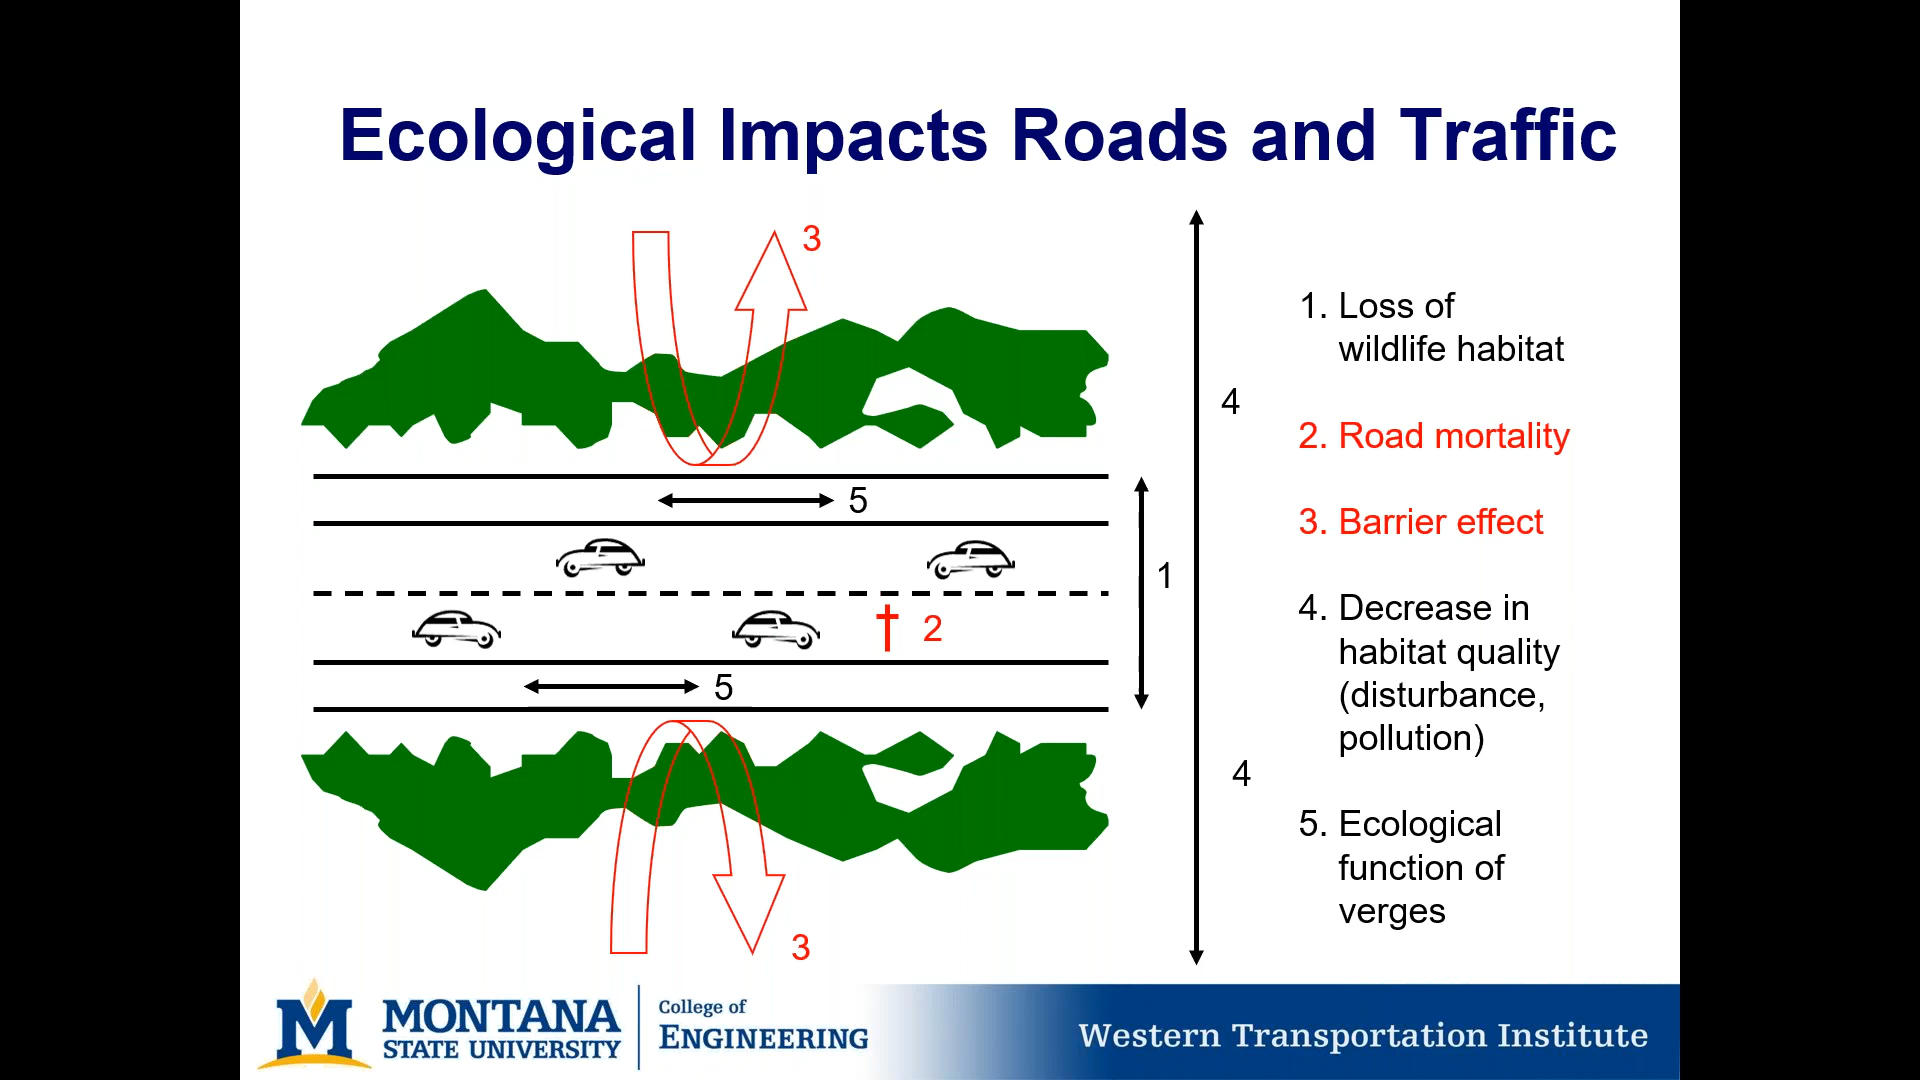 Ecological Impacts Roads and Traffic
3
4
5
1
2
5
4
3
1. Loss of
wildlife habitat
2. Road mortality
3. Barrier effect
4. Decrease in
habitat quality
(disturbance,
pollution)
5. Ecological
function of
verges
M
MONTANA
STATE UNIVERSITY
College of
ENGINEERING
Western Transportation Institute